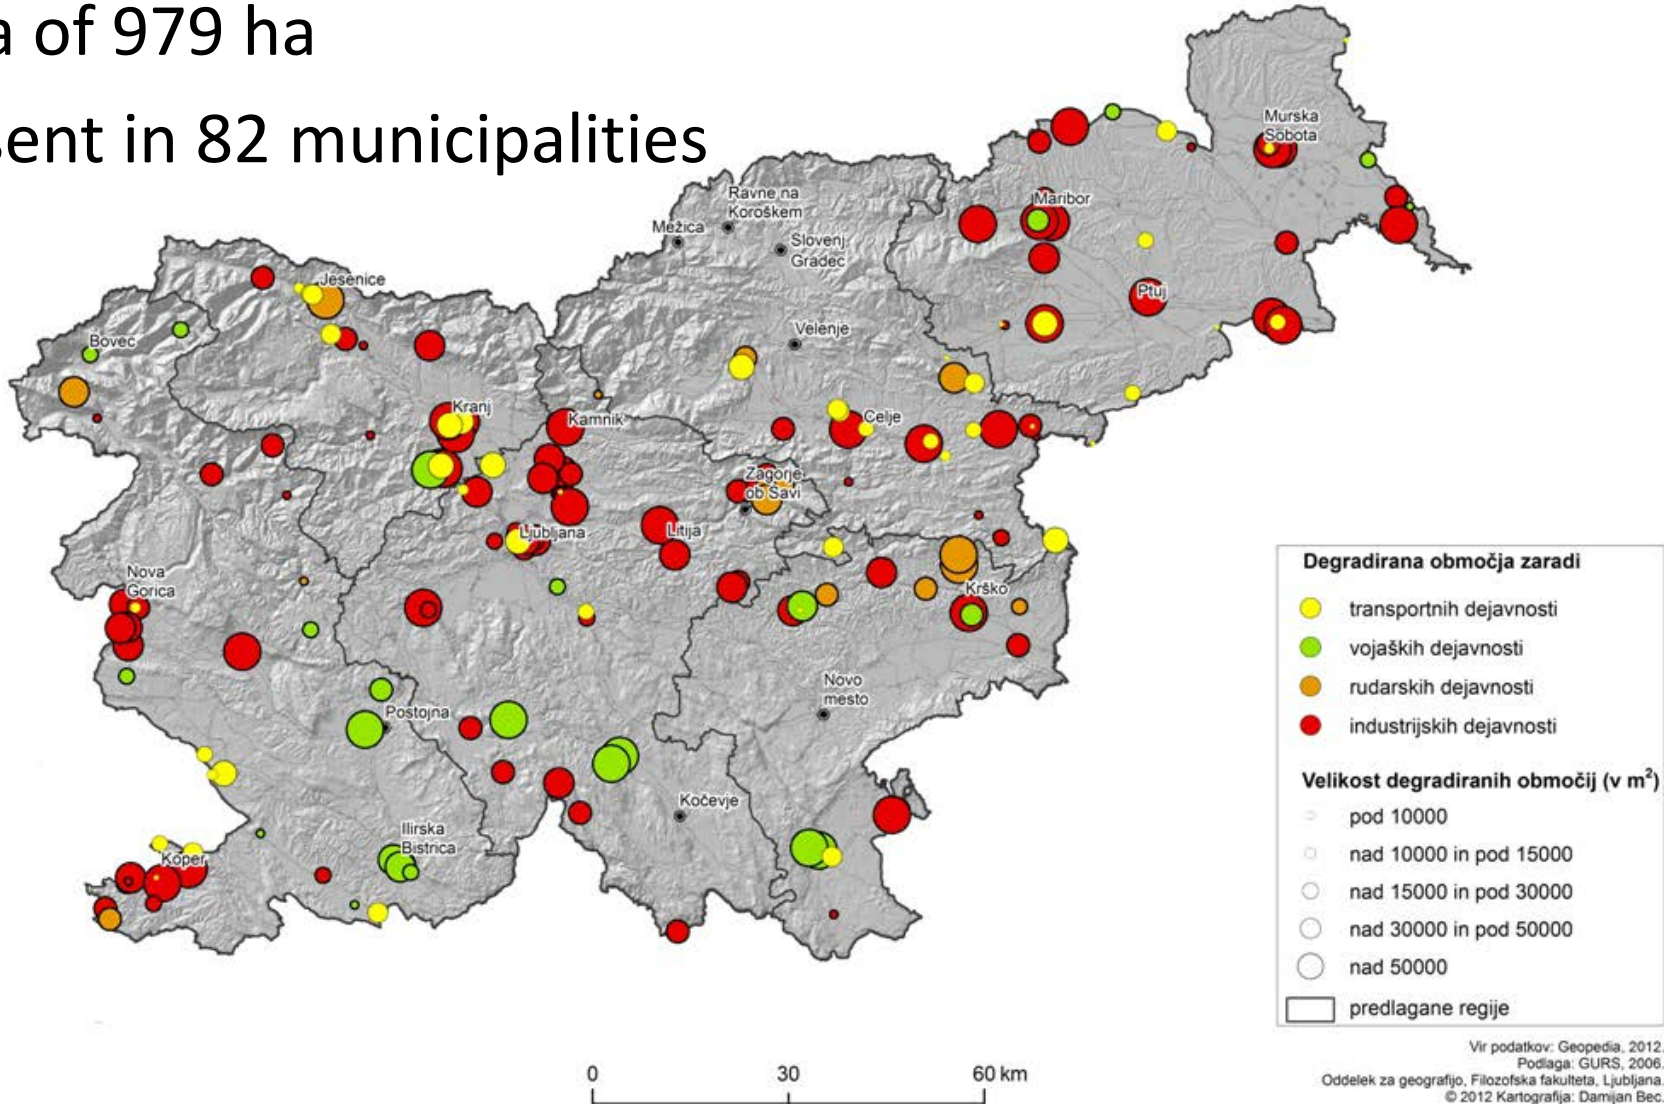 a of 979 ha
sent in 82 municipalities
Murska
Sobota
Ravne na
Koroškem
Maribor
Mežica
Slovenj
Gradec
Jesenice
Ptuj
Velenje
Bovec
Kranj
Kamnik
Celje
Zagorje
ob Savi
Ljubljana
Litija
Nova
Gorica
Krško
Novo
mesto
Postojna
Kočevje
Ilirska
Bistrica
Koper
Degradirana območja zaradi
transportnih dejavnosti
vojaških dejavnosti
rudarskih dejavnosti
industrijskih dejavnosti
Velikost degradiranih območij (v m²)
pod 10000
nad 10000 in pod 15000
nad 15000 in pod 30000
nad 30000 in pod 50000
nad 50000
predlagane regije
Vir podatkov: Geopedia, 2012.
Podlaga: GURS, 2006.
Oddelek za geografijo, Filozofska fakulteta, Ljubljana.
© 2012 Kartografija: Damijan Bec.
0 30 60 km